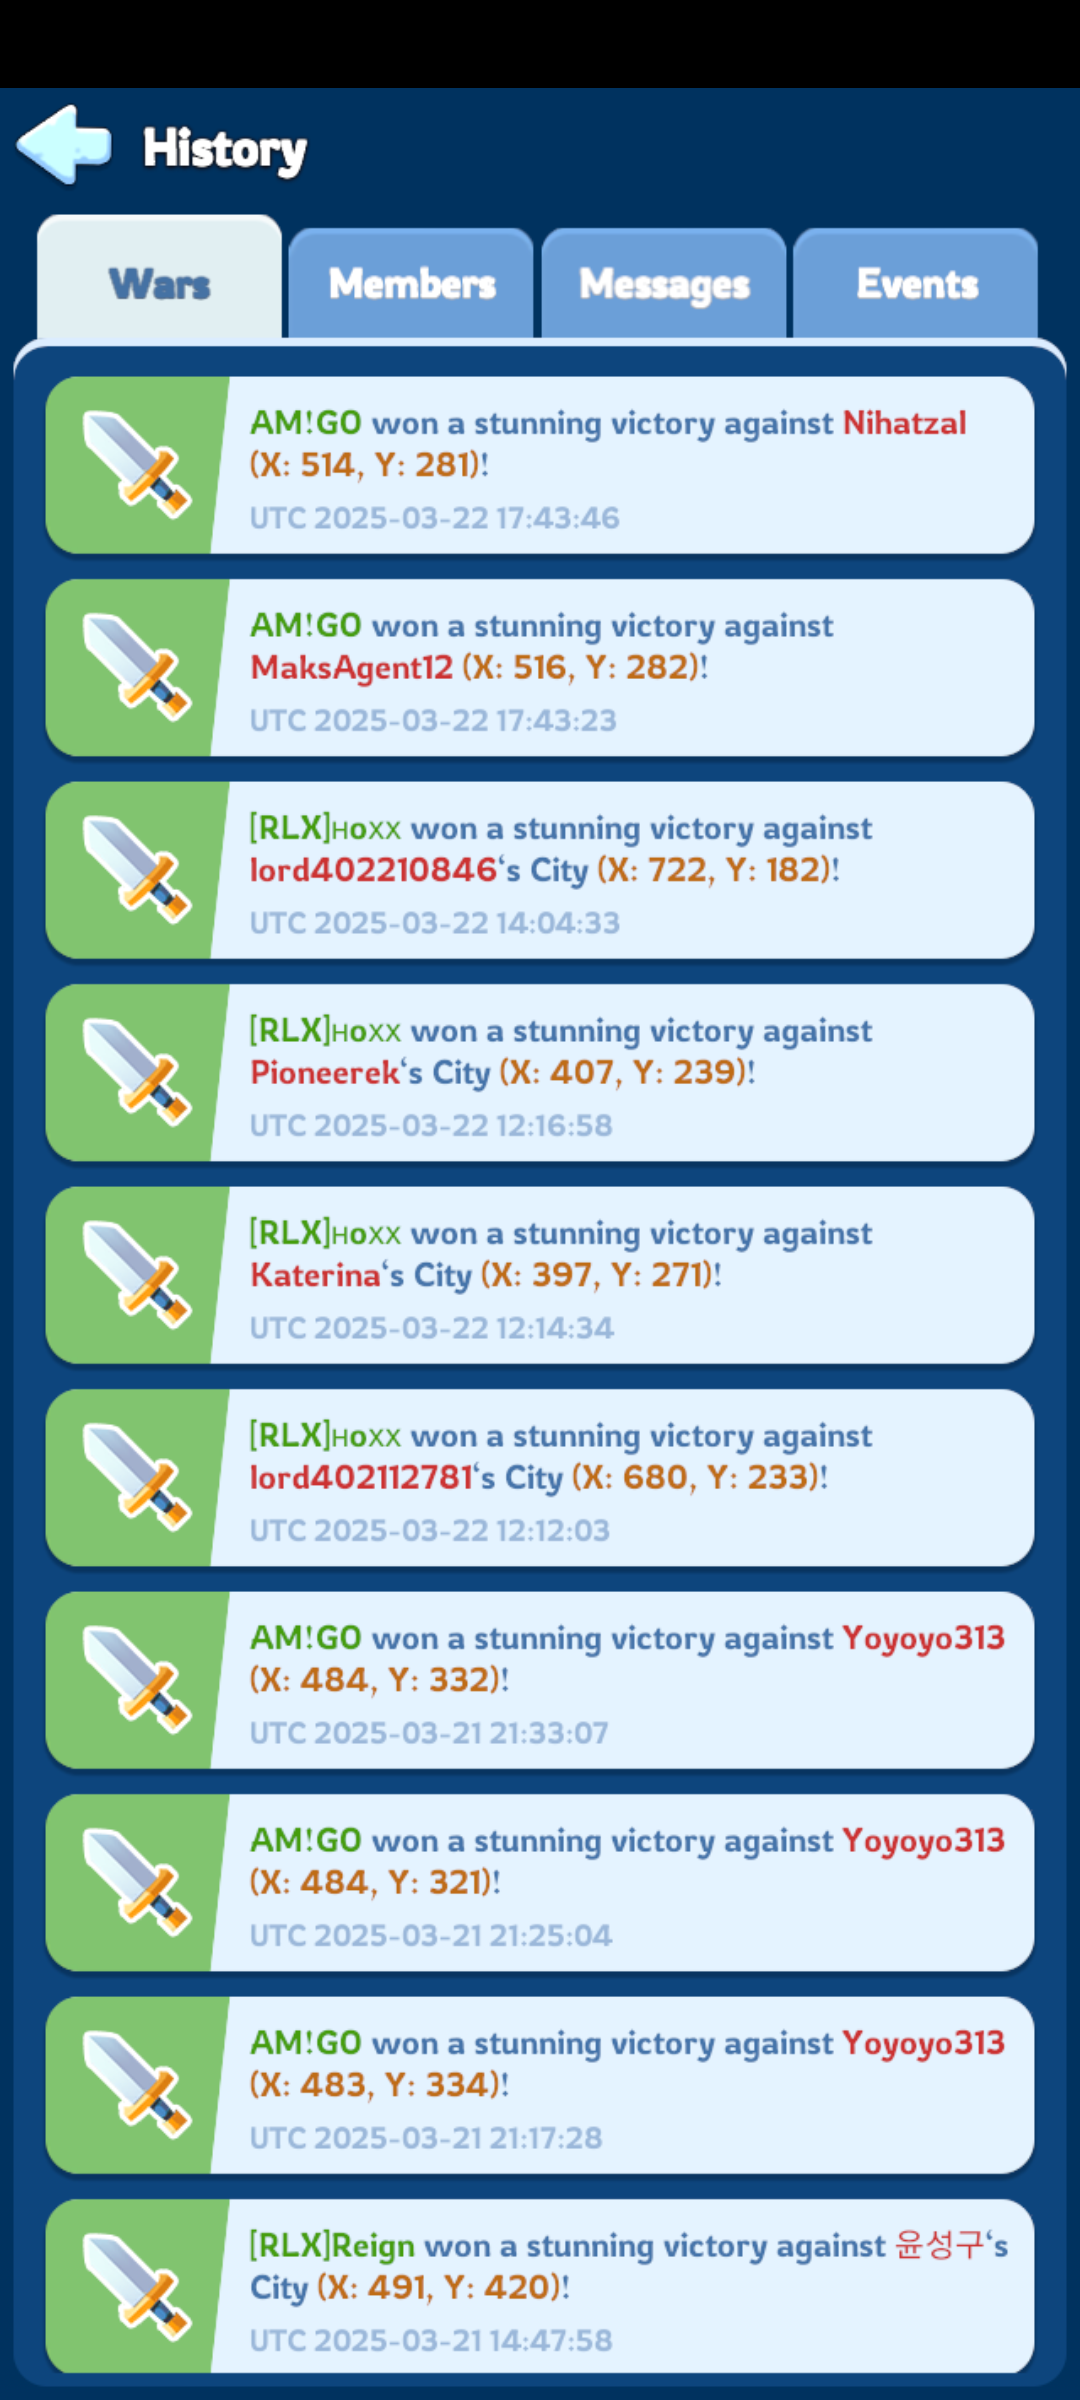 History
Wars
Members
Messages
Events
AM!GO won a stunning victory against Nihatzal
(X: 514, Y: 281)!
UTC 2025-03-22 17:43:46
AM!GO won a stunning victory against
MaksAgent12 (X: 516, Y: 282)!
UTC 2025-03-22 17:43:23
[RLX]HoXX won a stunning victory against
lord402210846‘s City (X: 722, Y: 182)!
UTC 2025-03-22 14:04:33
[RLX]HoXX won a stunning victory against
Pioneerek‘s City (X: 407, Y: 239)!
UTC 2025-03-22 12:16:58
[RLX]HoXX won a stunning victory against
Katerina‘s City (X: 397, Y: 271)!
UTC 2025-03-22 12:14:34
[RLX]HoXX won a stunning victory against
lord402112781‘s City (X: 680, Y: 233)!
UTC 2025-03-22 12:12:03
AM!GO won a stunning victory against Yoyoyo313
(X: 484, Y: 332)!
UTC 2025-03-21 21:33:07
AM!GO won a stunning victory against Yoyoyo313
(X: 484, Y: 321)!
UTC 2025-03-21 21:25:04
AM!GO won a stunning victory against Yoyoyo313
(X: 483, Y: 334)!
UTC 2025-03-21 21:17:28
[RLX]Reign won a stunning victory against 윤성구‘s
City (X: 491, Y: 420)!
UTC 2025-03-21 14:47:58